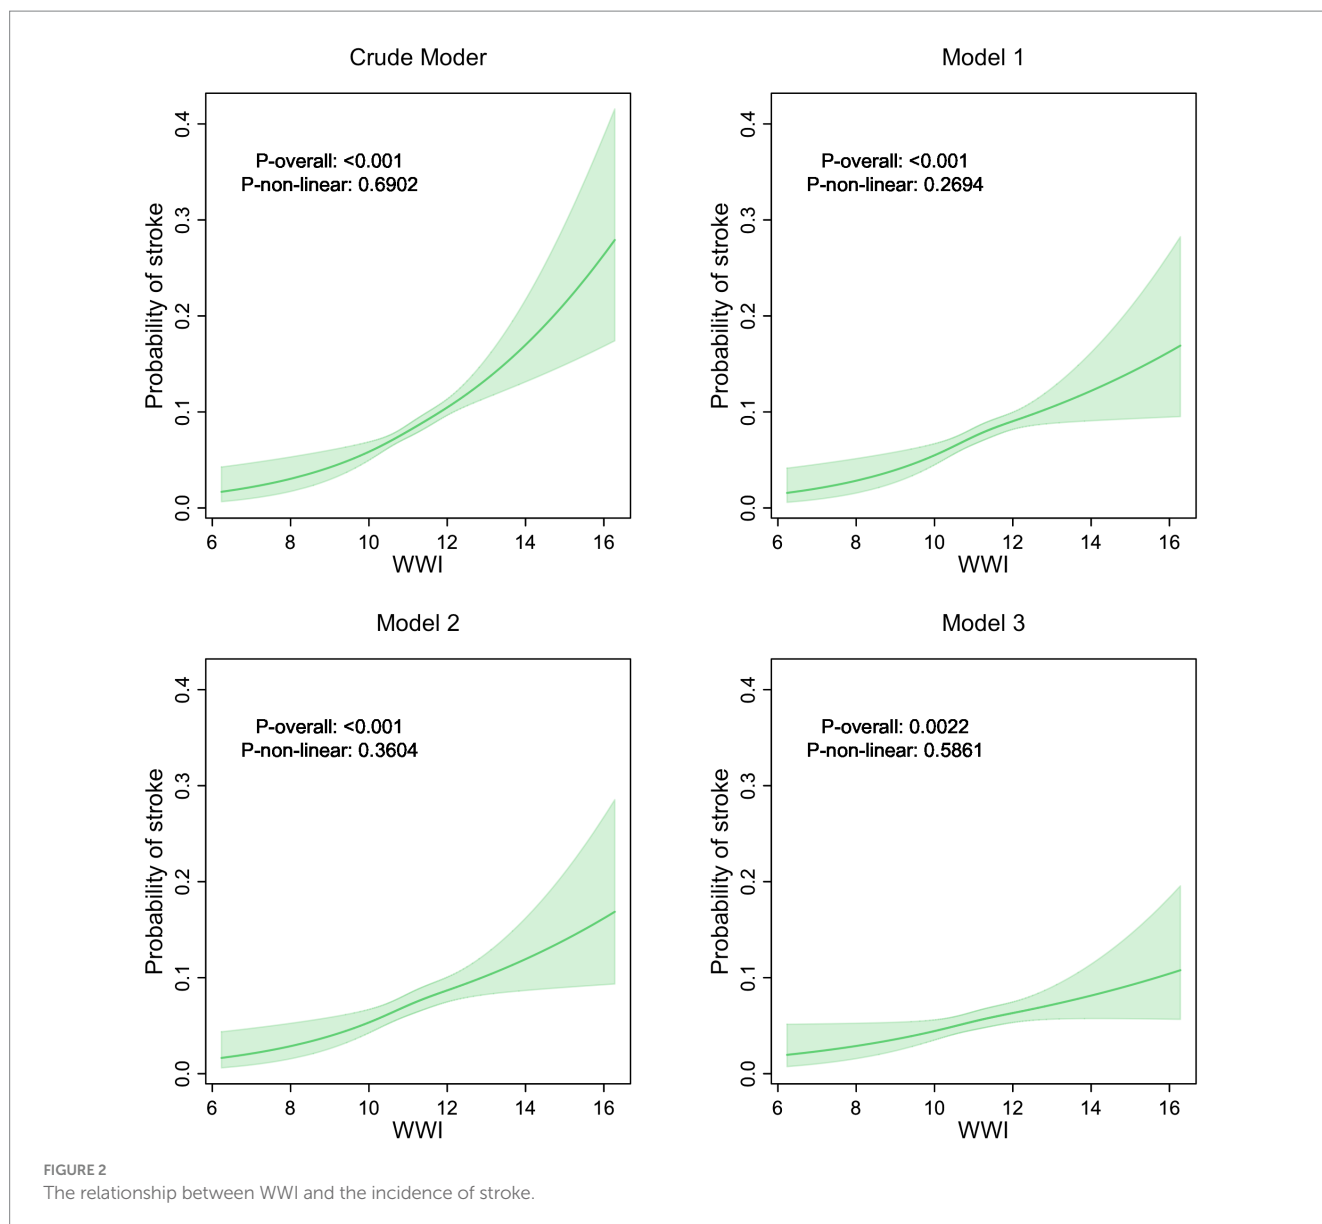 Crude Moder
P-overall: <0.001
P-non-linear: 0.6902
Probability of stroke
0.0
0.1
0.2
0.3
0.4
6 8 10 12 14 16
WWI
Model 1
P-overall: <0.001
P-non-linear: 0.2694
Probability of stroke
0.0
0.1
0.2
0.3
0.4
6 8 10 12 14 16
WWI
Model 2
P-overall: <0.001
P-non-linear: 0.3604
Probability of stroke
0.0
0.1
0.2
0.3
0.4
6 8 10 12 14 16
WWI
Model 3
P-overall: 0.0022
P-non-linear: 0.5861
Probability of stroke
0.0
0.1
0.2
0.3
0.4
6 8 10 12 14 16
WWI
FIGURE 2
The relationship between WWI and the incidence of stroke.